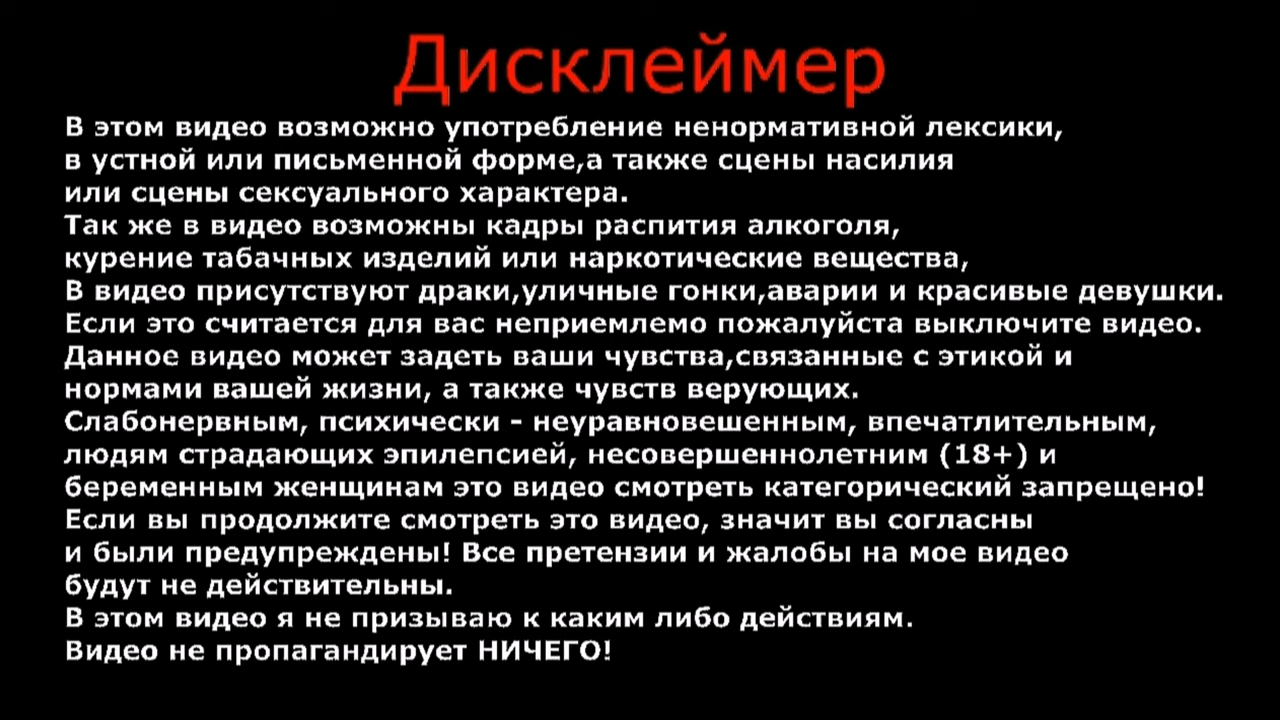 Дисклеймер
В этом видео возможно употребление ненормативной лексики,
в устной или письменной форме,а также сцены насилия
или сцены сексуального характера.
Так же в видео возможны кадры распития алкоголя,
курение табачных изделий или наркотические вещества,
В видео присутствуют драки,уличные гонки,аварии и красивые девушки.
Если это считается для вас неприемлемо пожалуйста выключите видео.
Данное видео может задеть ваши чувства,связанные с этикой и
нормами вашей жизни, а также чувств верующих.
Слабонервным, психически - неуравновешенным, впечатлительным,
людям страдающих эпилепсией, несовершеннолетним (18+) и
беременным женщинам это видео смотреть категорический запрещено!
Если вы продолжите смотреть это видео, значит вы согласны
и были предупреждены! Все претензии и жалобы на мое видео
будут не действительны.
В этом видео я не призываю к каким либо действиям.
Видео не пропагандирует НИЧЕГО!